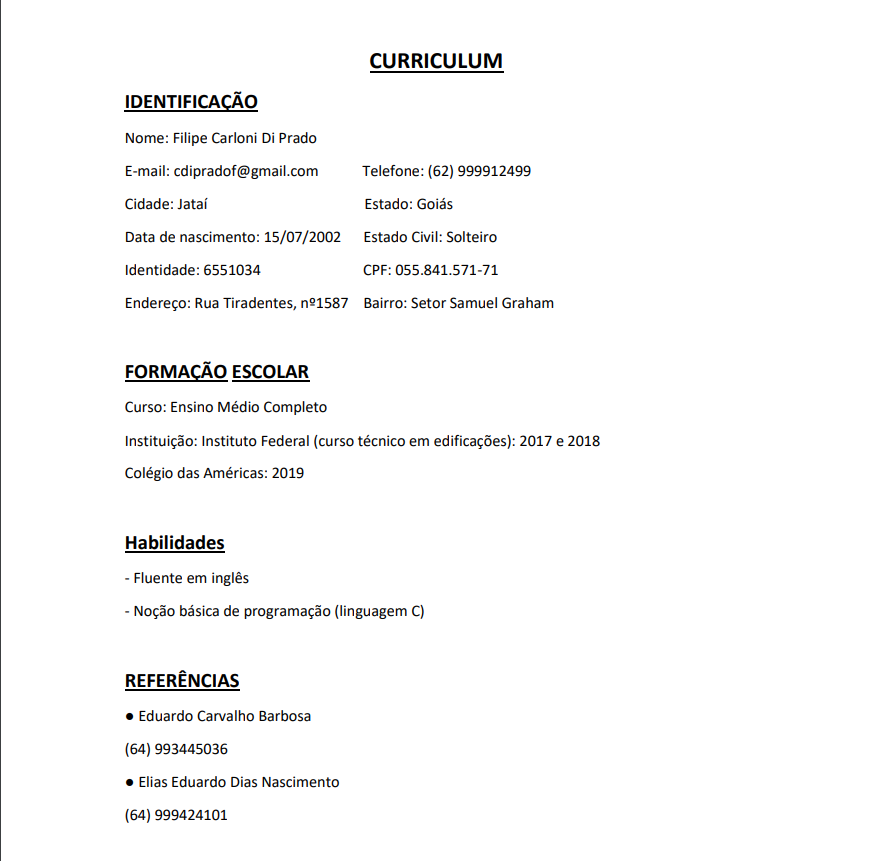 CURRICULUM
IDENTIFICAÇÃO
Nome: Filipe Carloni Di Prado
E-mail: cdipradof@gmail.com Telefone: (62) 999912499
Cidade: Jataí Estado: Goiás
Data de nascimento: 15/07/2002 Estado Civil: Solteiro
Identidade: 6551034 CPF: 055.841.571-71
Endereço: Rua Tiradentes, nº1587 Bairro: Setor Samuel Graham
FORMAÇÃO ESCOLAR
Curso: Ensino Médio Completo
Instituição: Instituto Federal (curso técnico em edificações): 2017 e 2018
Colégio das Américas: 2019
Habilidades
- Fluente em inglês
- Noção básica de programação (linguagem C)
REFERÊNCIAS
● Eduardo Carvalho Barbosa
(64) 993445036
● Elias Eduardo Dias Nascimento
(64) 999424101